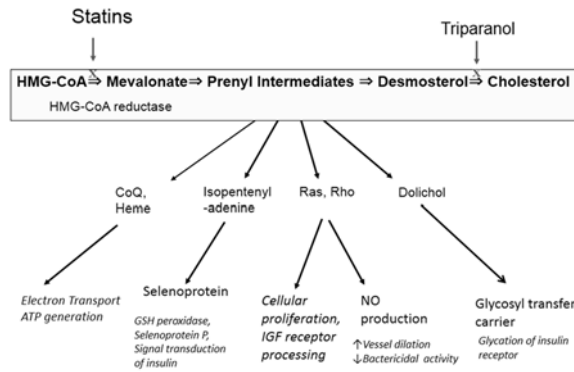 Statins
Triparanol
HMG-CoA⇒ Mevalonate⇒ Prenyl Intermediates ⇒ Desmosterol⇒ Cholesterol
X
X
HMG-CoA reductase
CoQ,
Heme
Isopentenyl
-adenine
Ras, Rho
Dolichol
Electron Transport
ATP generation
Selenoprotein
GSH peroxidase,
Selenoprotein P,
Signal transduction
of insulin
Cellular
proliferation,
IGF receptor
processing
NO
production
↑Vessel dilation
↓Bactericidal activity
Glycosyl transfer
carrier
Glycation of insulin
receptor